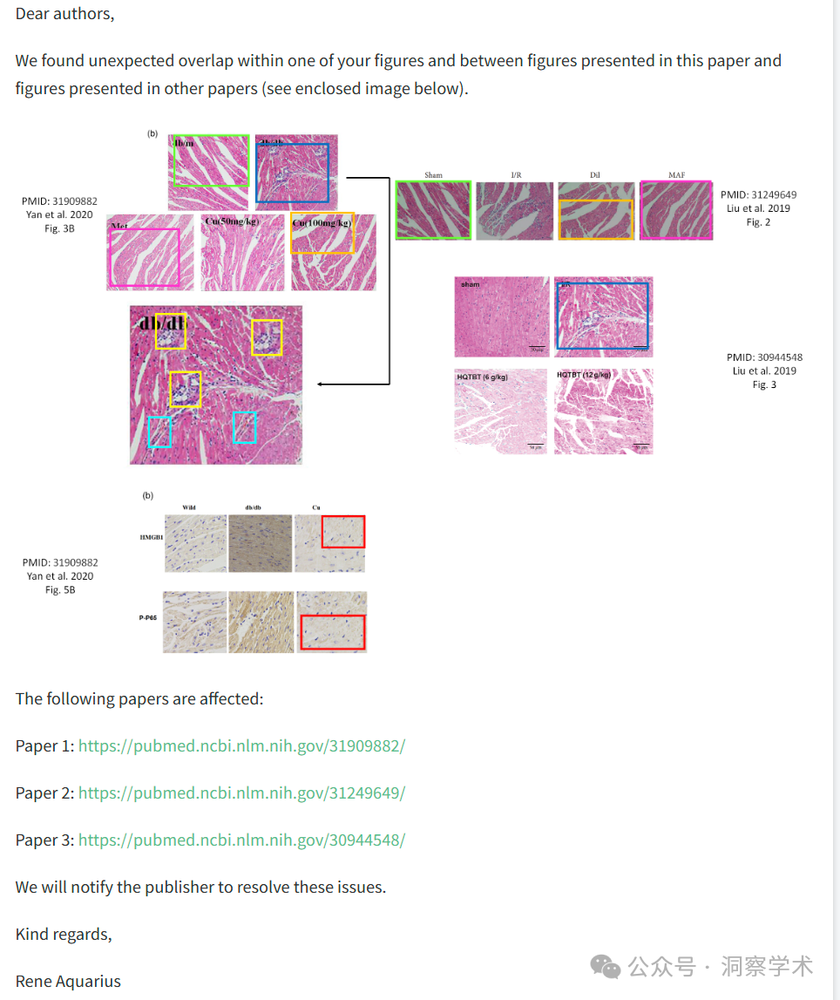 Dear authors,
We found unexpected overlap within one of your figures and between figures presented in this paper and
figures presented in other papers (see enclosed image below).
(b)
db/m
db/db
PMID: 31909882
Yan et al. 2020
Fig. 3B
Met
Cu(50mg/kg)
Cu(100mg/kg)
Sham
I/R
Dil
MAF
PMID: 31249649
Liu et al. 2019
Fig. 2
db/db
sham
I/R
50 μm
HQTBT (6 g/kg)
HQTBT (12 g/kg)
50 μm
50 μm
PMID: 30944548
Liu et al. 2019
Fig. 3
(b)
Wild
db/db
Cu
HMGB1
P-P65
PMID: 31909882
Yan et al. 2020
Fig. 5B
The following papers are affected:
Paper 1: https://pubmed.ncbi.nlm.nih.gov/31909882/
Paper 2: https://pubmed.ncbi.nlm.nih.gov/31249649/
Paper 3: https://pubmed.ncbi.nlm.nih.gov/30944548/
We will notify the publisher to resolve these issues.
Kind regards,
Rene Aquarius
公众号 · 洞察学术